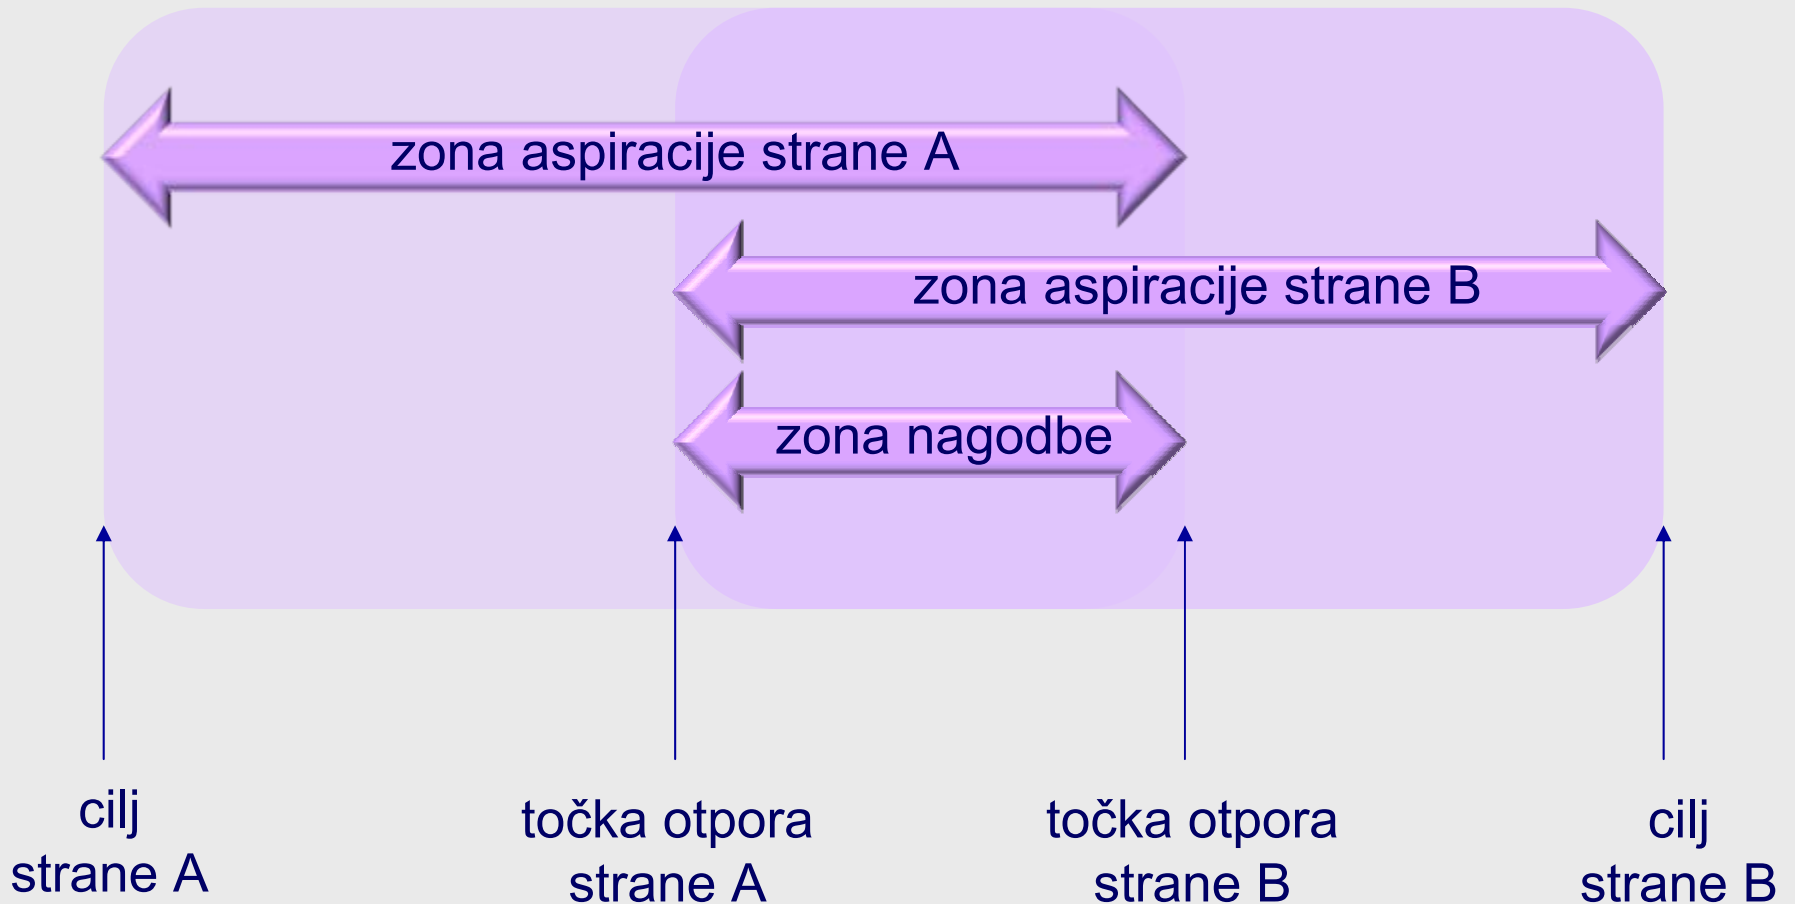 zona aspiracije strane A
zona aspiracije strane B
zona nagodbe
cilj
strane A
točka otpora
strane A
točka otpora
strane B
cilj
strane B